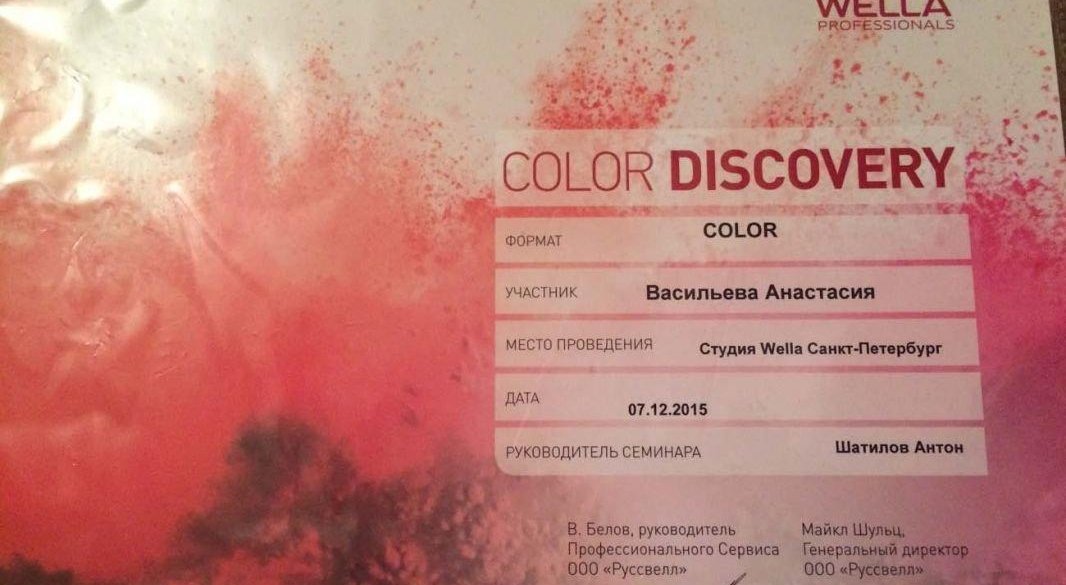 WELLA
PROFESSIONALS
COLOR DISCOVERY
ФОРМАТ COLOR
УЧАСТНИК Васильева Анастасия
МЕСТО ПРОВЕДЕНИЯ Студия Wella Санкт-Петербург
ДАТА 07.12.2015
РУКОВОДИТЕЛЬ СЕМИНАРА Шатилов Антон
В. Белов, руководитель
Профессионального Сервиса
ООО «Руссвелл»
Майкл Шульц,
Генеральный директор
ООО «Руссвелл»